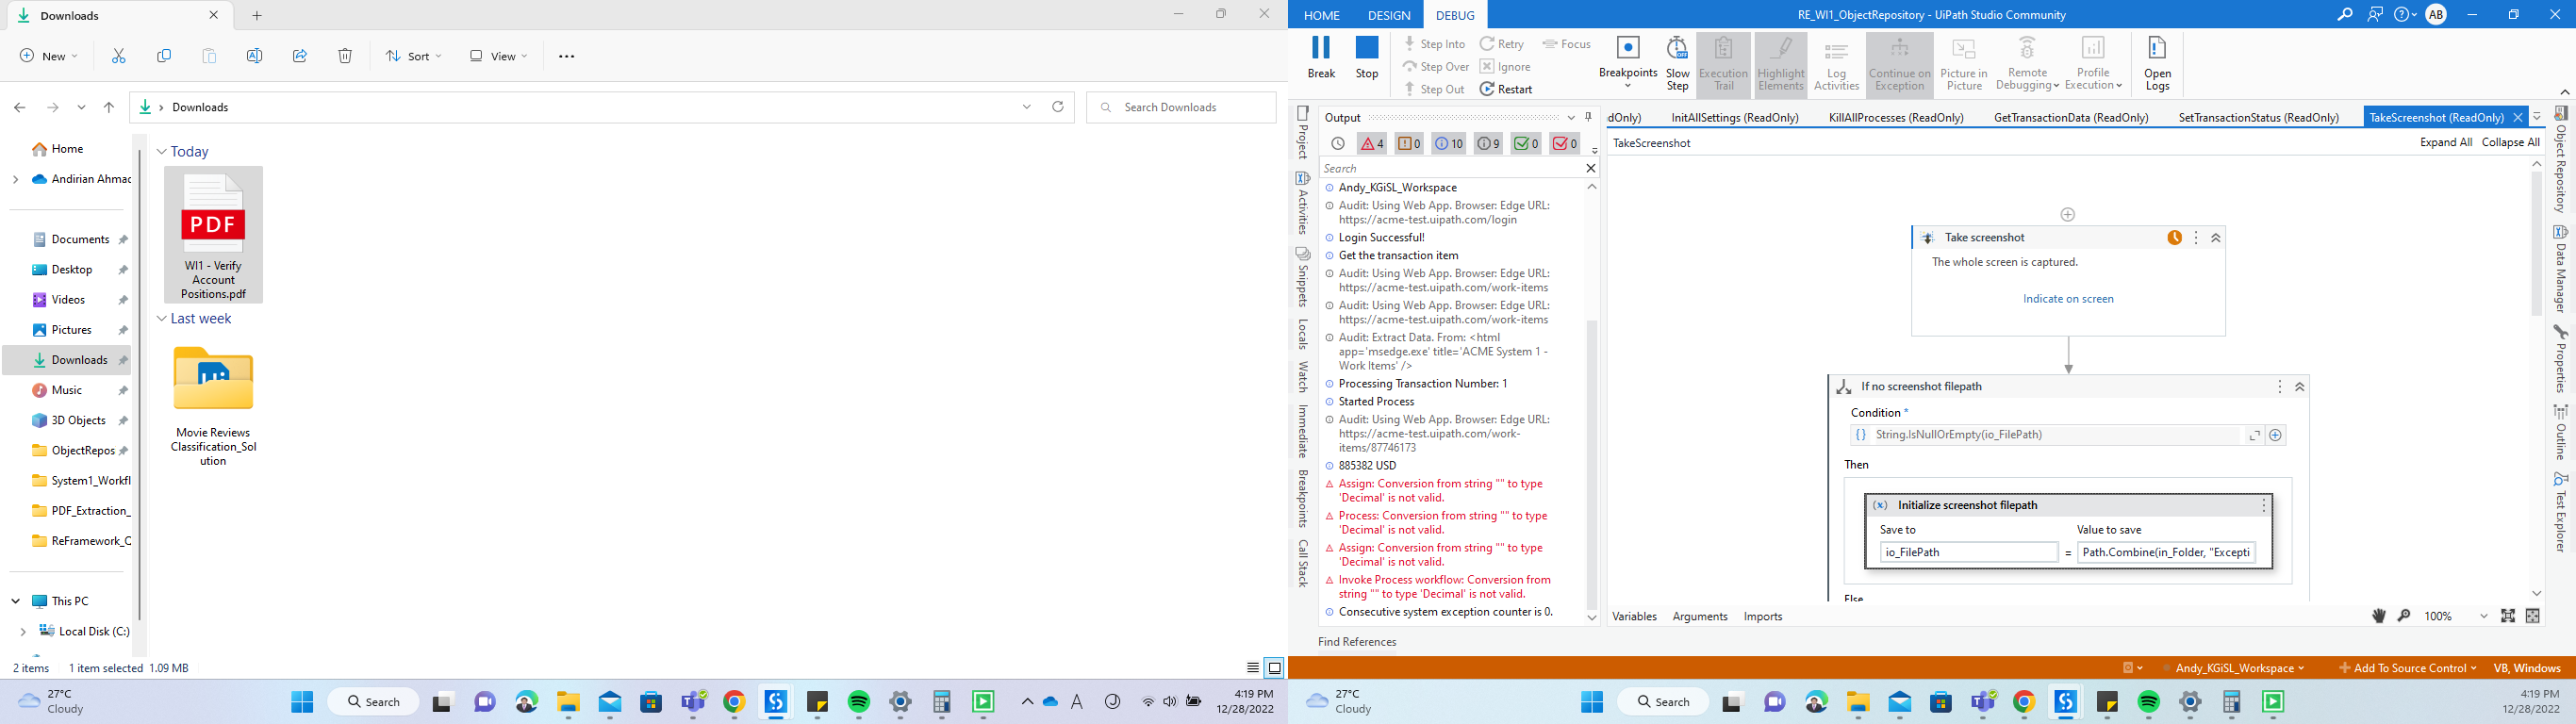 Downloads
New
Sort
View
Downloads
Search Downloads
Home
Andirian Ahmad
Documents
Desktop
Videos
Pictures
Downloads
Music
3D Objects
ObjectRepos
System1_Workfl
PDF_Extraction_
ReFramework_Q
This PC
Local Disk (C:)
Today
PDF
WI1 - Verify
Account
Positions.pdf
Last week
Movie Reviews
Classification_Sol
ution
2 items 1 item selected 1.09 MB
27°C
Cloudy
Search
4:19 PM
12/28/2022
HOME DESIGN DEBUG
RE_WI1_ObjectRepository - UiPath Studio Community
AB
Break
Stop
Step Into
Step Over
Step Out
Retry
Ignore
Restart
Focus
Breakpoints
Slow
Step
Execution
Trail
Highlight
Elements
Log
Activities
Continue on
Exception
Picture in
Picture
Remote
Debugging
Profile
Execution
Open
Logs
Project
Activities
Snippets
Locals
Watch
Immediate
Breakpoints
Call Stack
Output
4 0 10 9 0 0
Search
Andy_KGiSL_Workspace
Audit: Using Web App. Browser: Edge URL:
https://acme-test.uipath.com/login
Login Successful!
Get the transaction item
Audit: Using Web App. Browser: Edge URL:
https://acme-test.uipath.com/work-items
Audit: Using Web App. Browser: Edge URL:
https://acme-test.uipath.com/work-items
Audit: Extract Data. From: <html
app='msedge.exe' title='ACME System 1 -
Work Items' />
Processing Transaction Number: 1
Started Process
Audit: Using Web App. Browser: Edge URL:
https://acme-test.uipath.com/work-
items/87746173
885382 USD
Assign: Conversion from string "" to type
'Decimal' is not valid.
Process: Conversion from string "" to type
'Decimal' is not valid.
Assign: Conversion from string "" to type
'Decimal' is not valid.
Invoke Process workflow: Conversion from
string "" to type 'Decimal' is not valid.
Consecutive system exception counter is 0.
Find References
dOnly) InitAllSettings (ReadOnly) KillAllProcesses (ReadOnly) GetTransactionData (ReadOnly) SetTransactionStatus (ReadOnly) TakeScreenshot (ReadOnly)
TakeScreenshot
Expand All Collapse All
Take screenshot
The whole screen is captured.
Indicate on screen
If no screenshot filepath
Condition *
String.IsNullOrEmpty(io_FilePath)
Then
Initialize screenshot filepath
Save to Value to save
io_FilePath = Path.Combine(in_Folder, "Excepti
Else
Variables Arguments Imports
100%
Object Repository
Data Manager
Properties
Outline
Test Explorer
Andy_KGiSL_Workspace
Add To Source Control
VB, Windows
27°C
Cloudy
Search
4:19 PM
12/28/2022